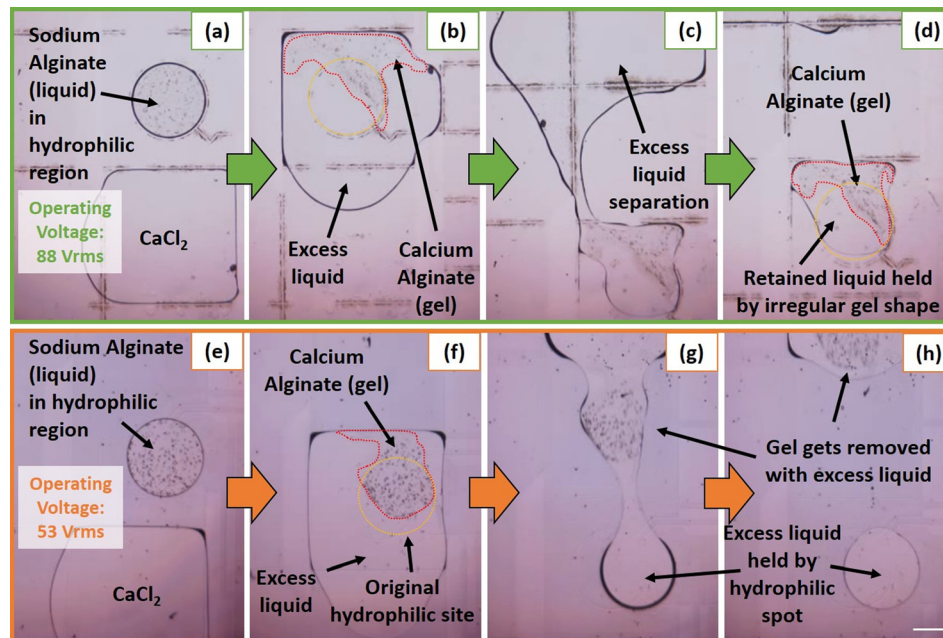 (a)
Sodium
Alginate
(liquid)
in
hydrophilic
region
Operating
Voltage:
88 Vrms
CaCl₂
(b)
Excess
liquid
Calcium
Alginate
(gel)
(c)
Excess
liquid
separation
(d)
Calcium
Alginate (gel)
Retained liquid held
by irregular gel shape
(e)
Sodium Alginate
(liquid)
in hydrophilic
region
Operating
Voltage:
53 Vrms
CaCl₂
(f)
Calcium
Alginate (gel)
Excess
liquid
Original
hydrophilic site
(g)
(h)
Gel gets removed
with excess liquid
Excess liquid
held by
hydrophilic
spot